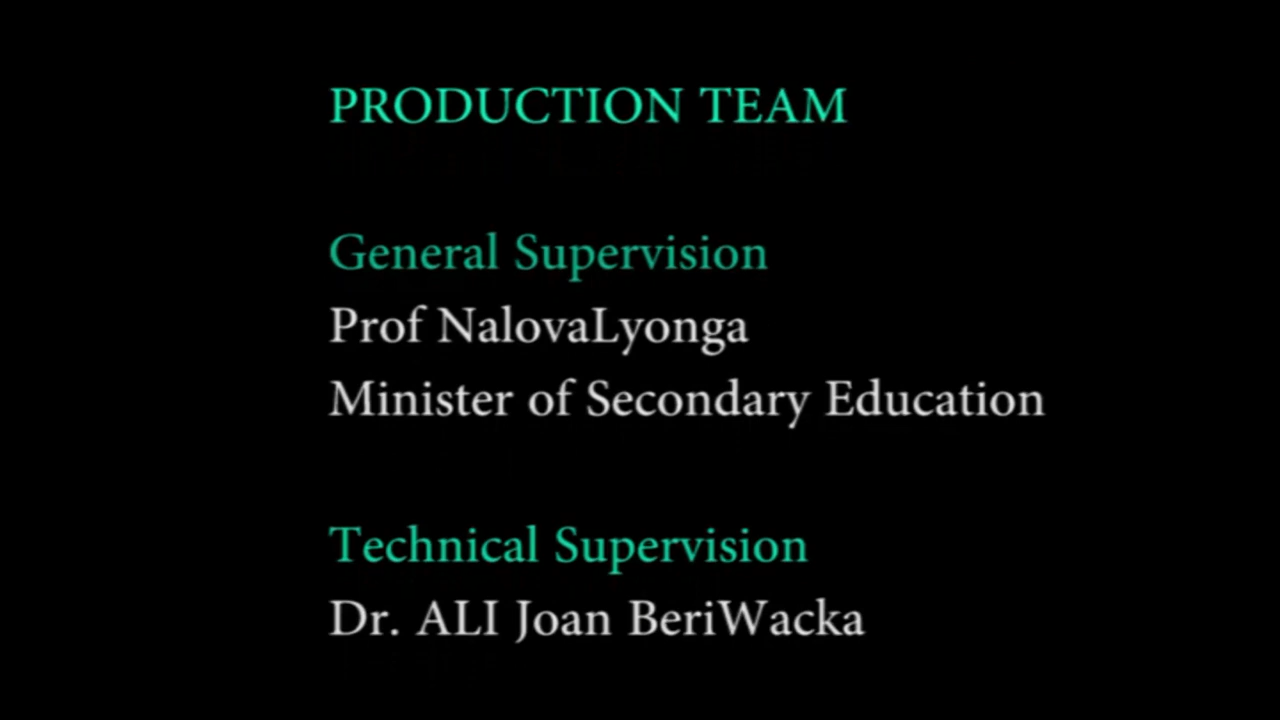 PRODUCTION TEAM
General Supervision
Prof NalovaLyonga
Minister of Secondary Education
Technical Supervision
Dr. ALI Joan BeriWacka